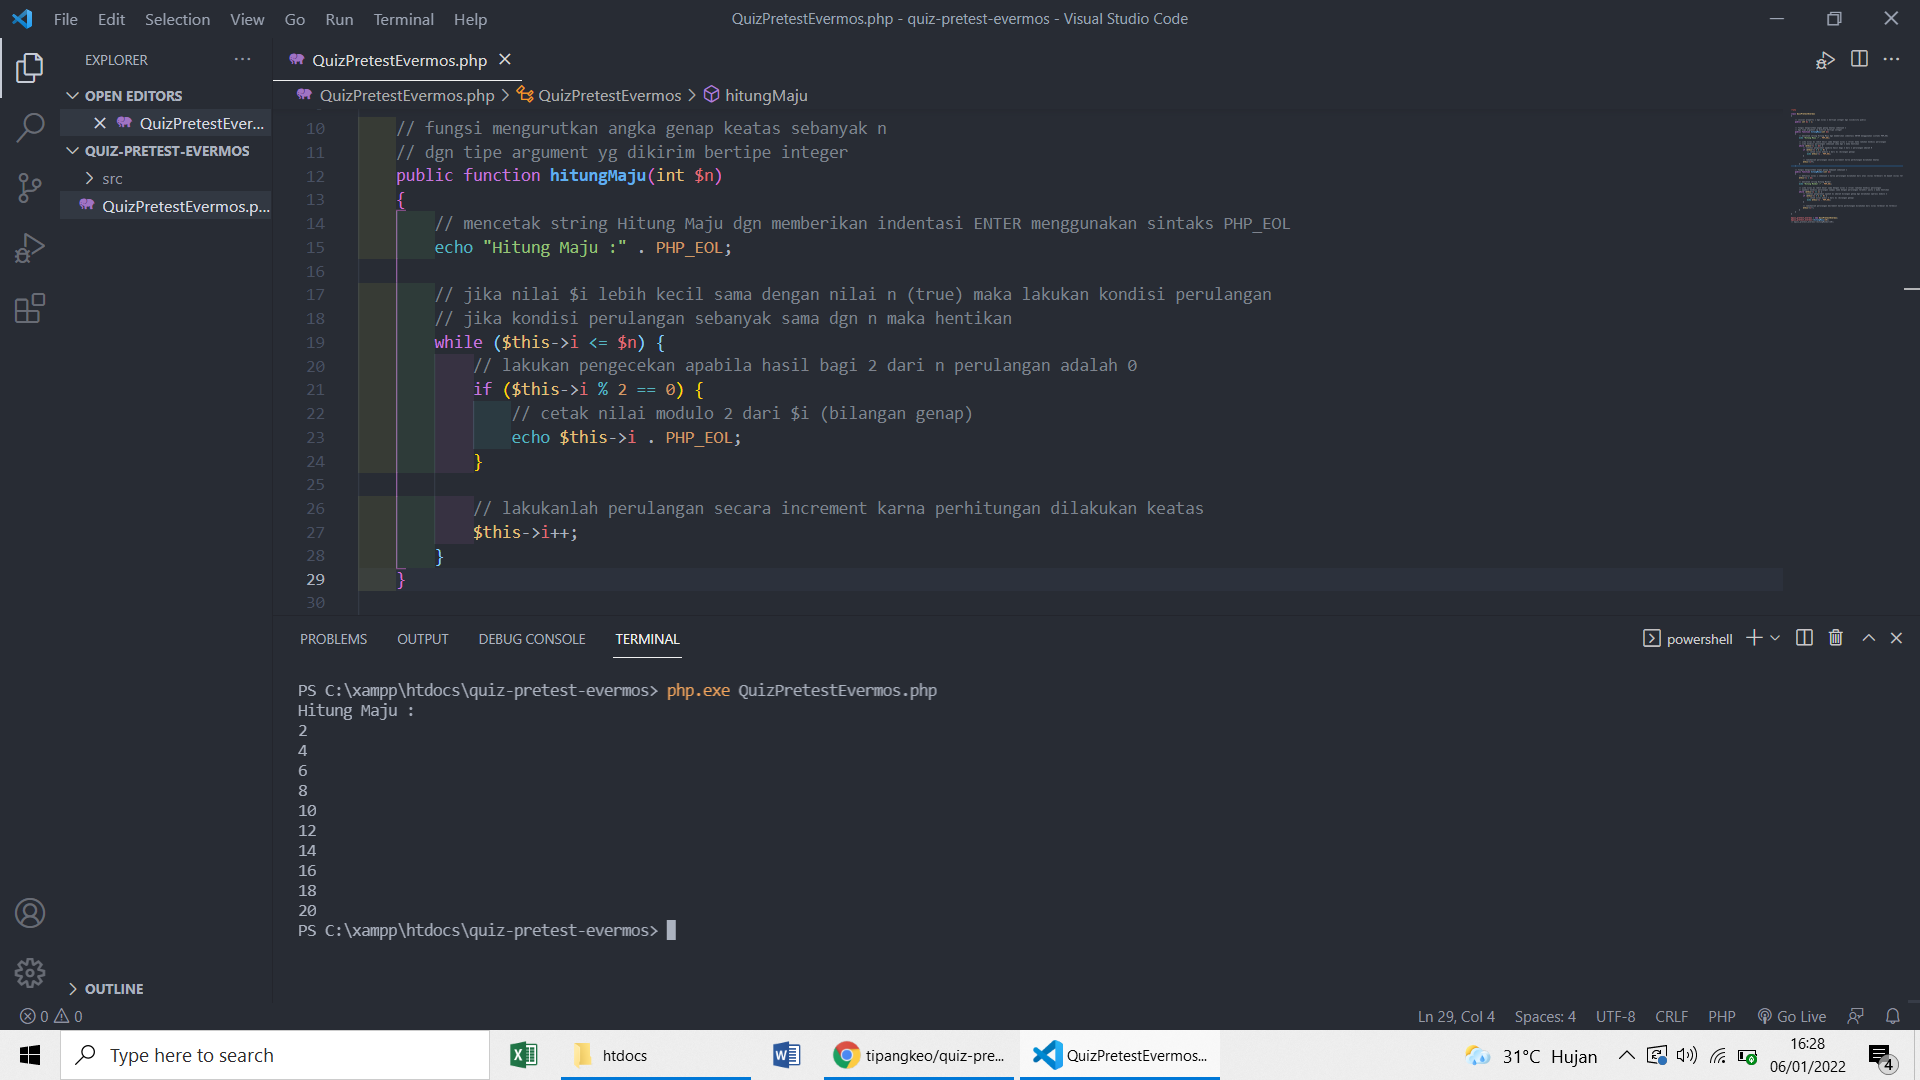 File Edit Selection View Go Run Terminal Help
QuizPretestEvermos.php - quiz-pretest-evermos - Visual Studio Code
EXPLORER
OPEN EDITORS
QuizPretestEver...
QUIZ-PRETEST-EVERMOS
src
QuizPretestEvermos.p...
OUTLINE
QuizPretestEvermos.php
QuizPretestEvermos.php > QuizPretestEvermos > hitungMaju
10 // fungsi mengurutkan angka genap keatas sebanyak n
11 // dgn tipe argument yg dikirim bertipe integer
12 public function hitungMaju(int $n)
13 {
14 // mencetak string Hitung Maju dgn memberikan indentasi ENTER menggunakan sintaks PHP_EOL
15 echo "Hitung Maju :" . PHP_EOL;
16
17 // jika nilai $i lebih kecil sama dengan nilai n (true) maka lakukan kondisi perulangan
18 // jika kondisi perulangan sebanyak sama dgn n maka hentikan
19 while ($this->i <= $n) {
20 // lakukan pengecekan apabila hasil bagi 2 dari n perulangan adalah 0
21 if ($this->i % 2 == 0) {
22 // cetak nilai modulo 2 dari $i (bilangan genap)
23 echo $this->i . PHP_EOL;
24 }
25
26 // lakukanlah perulangan secara increment karna perhitungan dilakukan keatas
27 $this->i++;
28 }
29 }
30
PROBLEMS OUTPUT DEBUG CONSOLE TERMINAL
powershell
PS C:\xampp\htdocs\quiz-pretest-evermos> php.exe QuizPretestEvermos.php
Hitung Maju :
2
4
6
8
10
12
14
16
18
20
PS C:\xampp\htdocs\quiz-pretest-evermos>
0 0
Ln 29, Col 4 Spaces: 4 UTF-8 CRLF PHP Go Live
Type here to search
htdocs
tipangkeo/quiz-pre...
QuizPretestEvermos...
31°C Hujan
16:28
06/01/2022
4